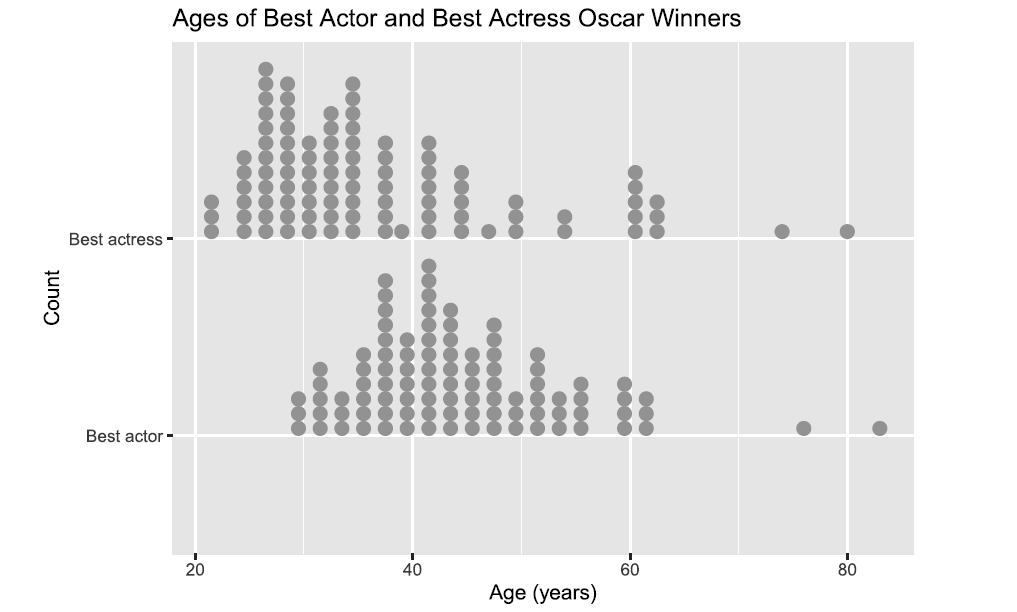 Ages of Best Actor and Best Actress Oscar Winners
Count
Best actress
Best actor
20 40 60 80
Age (years)